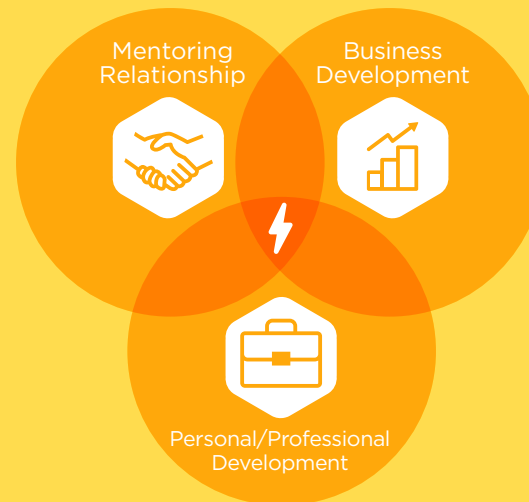 Mentoring
Relationship
Business
Development
Personal/Professional
Development